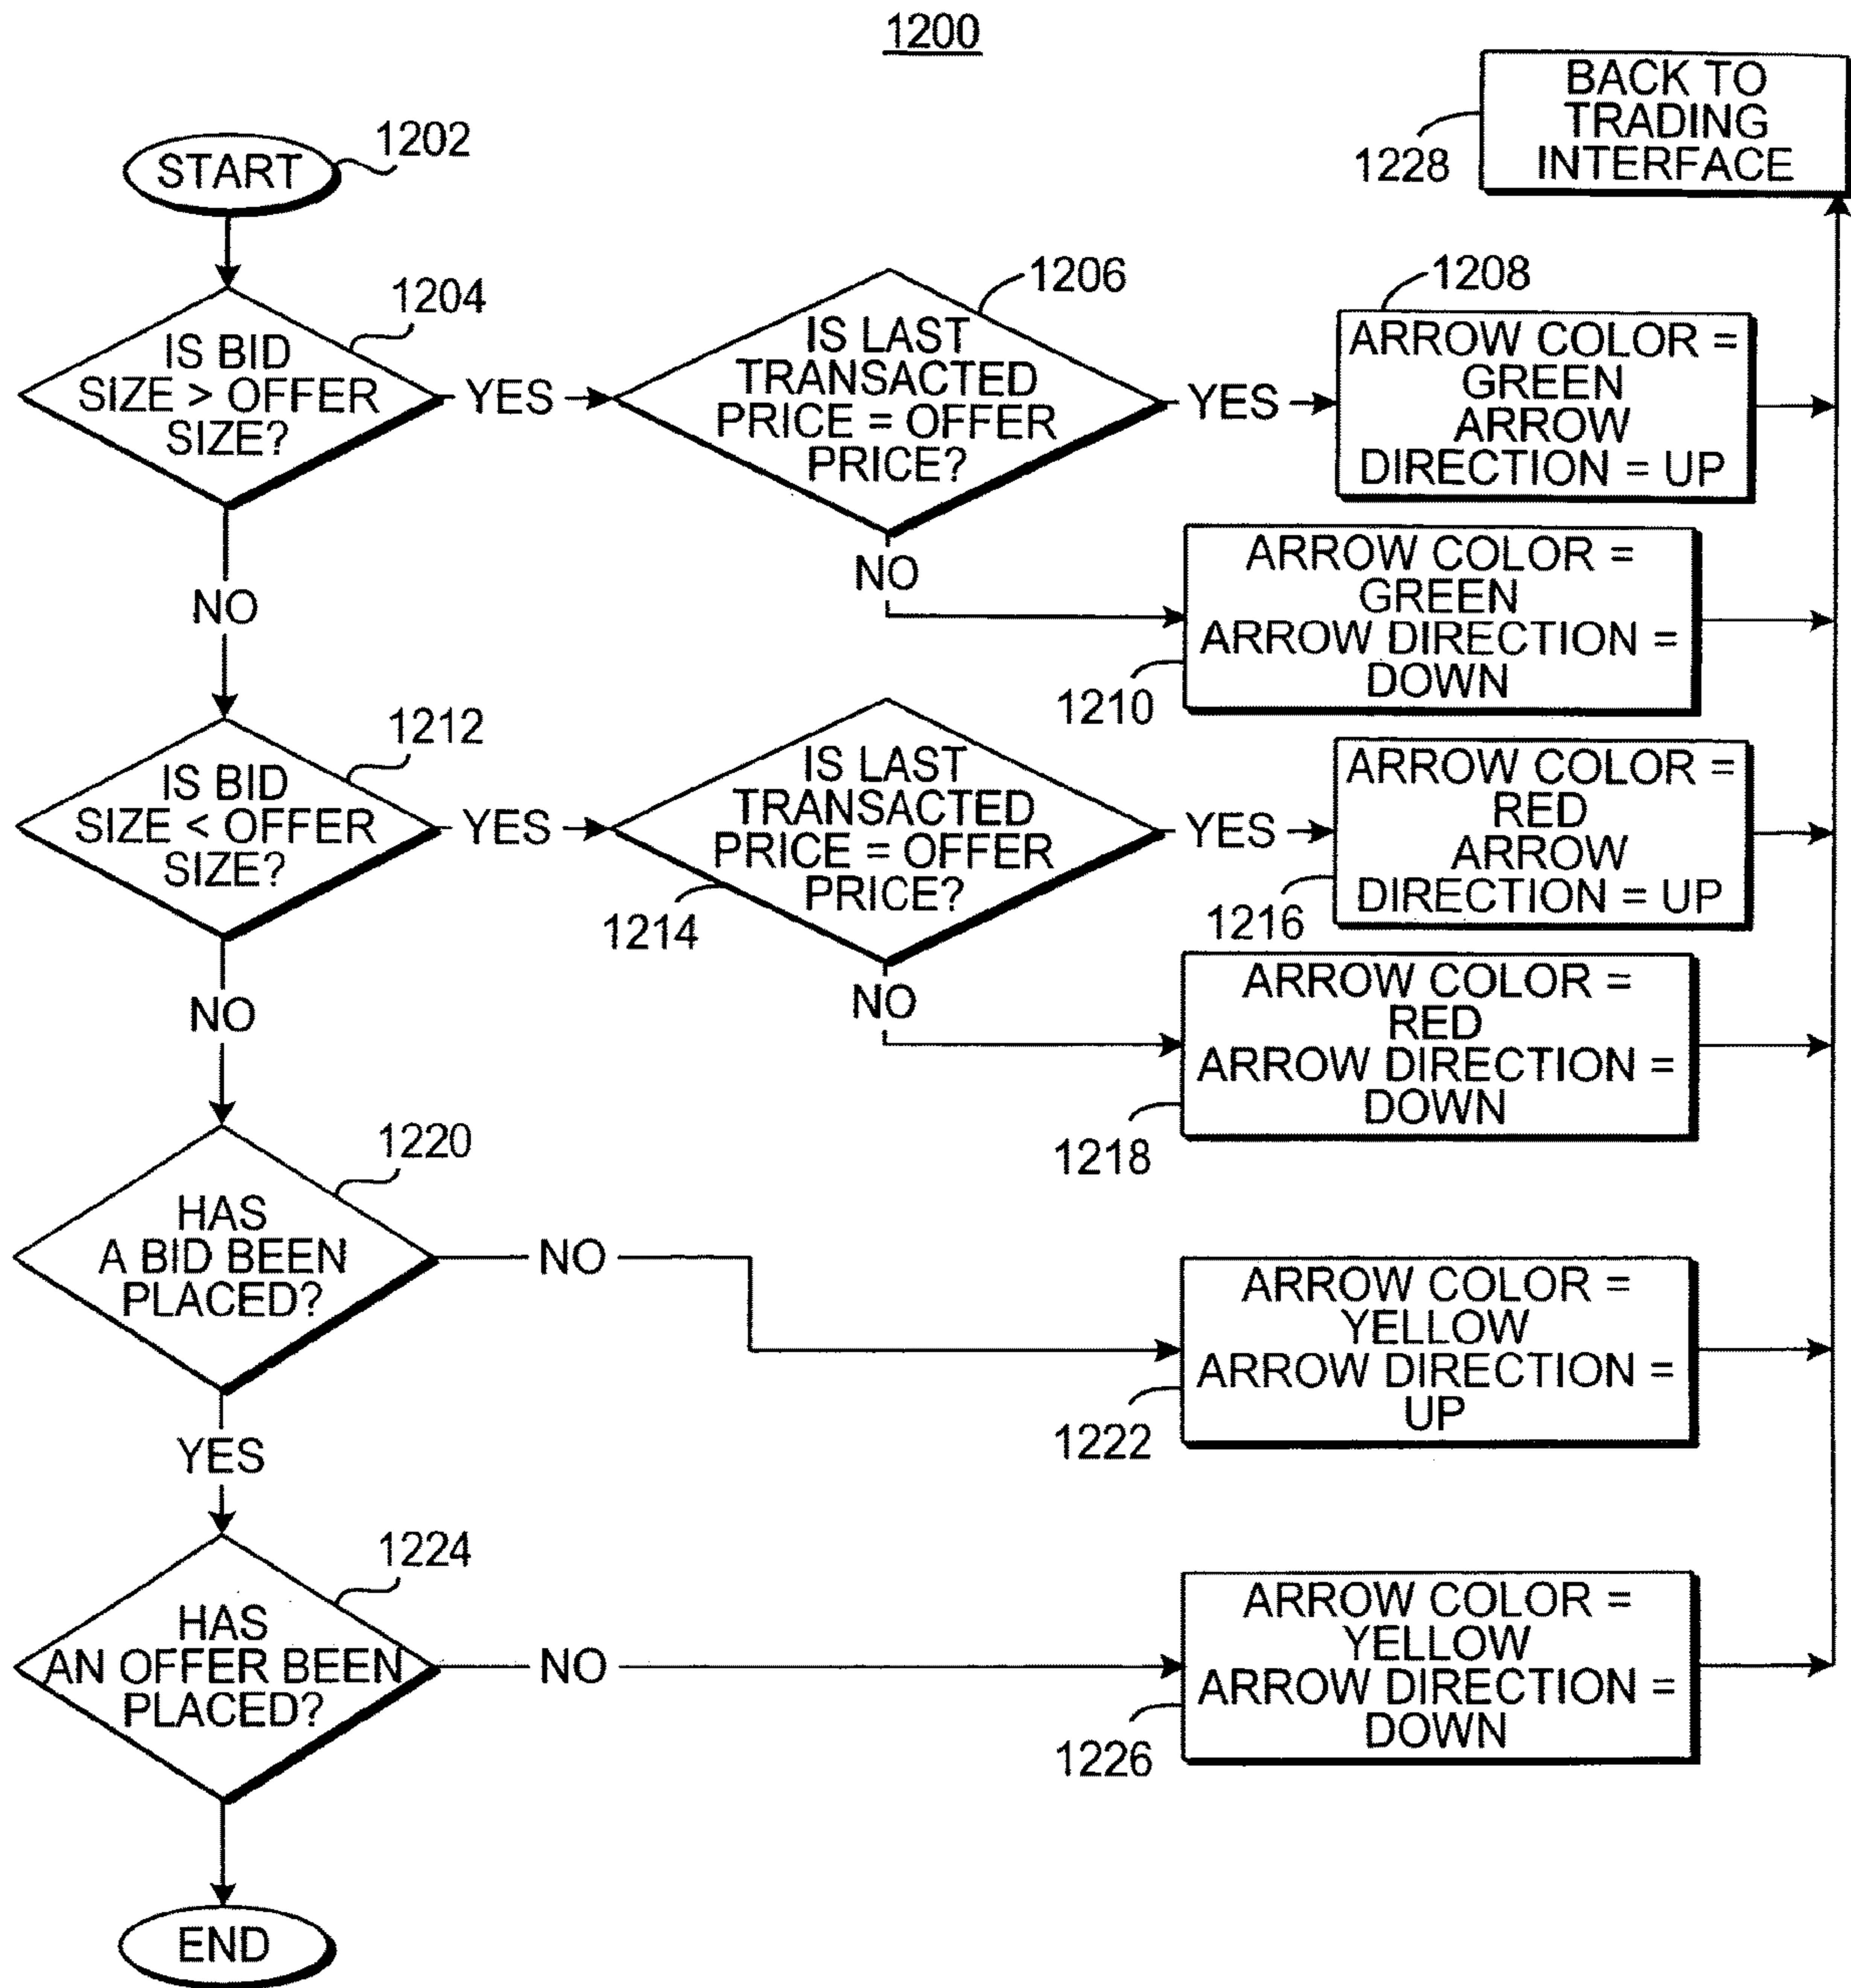 1200
BACK TO
TRADING
INTERFACE
1228
START
1202
1204
IS BID
SIZE > OFFER
SIZE?
YES
1206
IS LAST
TRANSACTED
PRICE = OFFER
PRICE?
YES
1208
ARROW COLOR =
GREEN
ARROW
DIRECTION = UP
NO
NO
ARROW COLOR =
GREEN
ARROW DIRECTION =
DOWN
1210
1212
IS BID
SIZE < OFFER
SIZE?
YES
IS LAST
TRANSACTED
PRICE = OFFER
PRICE?
1214
YES
ARROW COLOR =
RED
ARROW
DIRECTION = UP
1216
NO
NO
ARROW COLOR =
RED
ARROW DIRECTION =
DOWN
1218
1220
HAS
A BID BEEN
PLACED?
NO
ARROW COLOR =
YELLOW
ARROW DIRECTION =
UP
1222
YES
1224
HAS
AN OFFER BEEN
PLACED?
NO
ARROW COLOR =
YELLOW
ARROW DIRECTION =
DOWN
1226
END